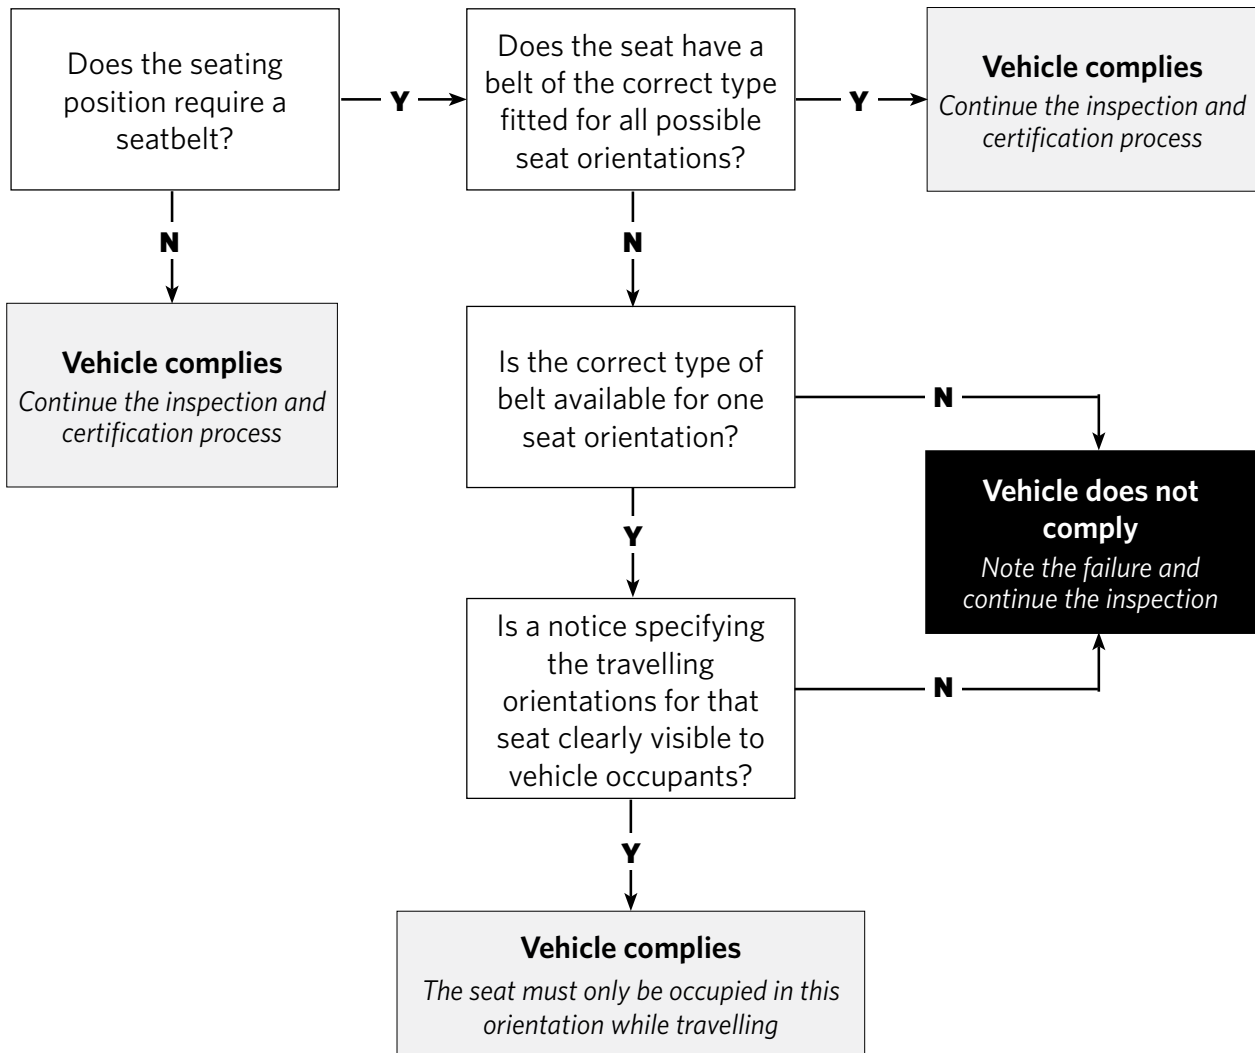 Does the seating
position require a
seatbelt?
Y
Does the seat have a
belt of the correct type
fitted for all possible
seat orientations?
Y
Vehicle complies
Continue the inspection and
certification process
N
N
Vehicle complies
Continue the inspection and
certification process
Is the correct type of
belt available for one
seat orientation?
N
Vehicle does not
comply
Note the failure and
continue the inspection
Y
Is a notice specifying
the travelling
orientations for that
seat clearly visible to
vehicle occupants?
N
Y
Vehicle complies
The seat must only be occupied in this
orientation while travelling